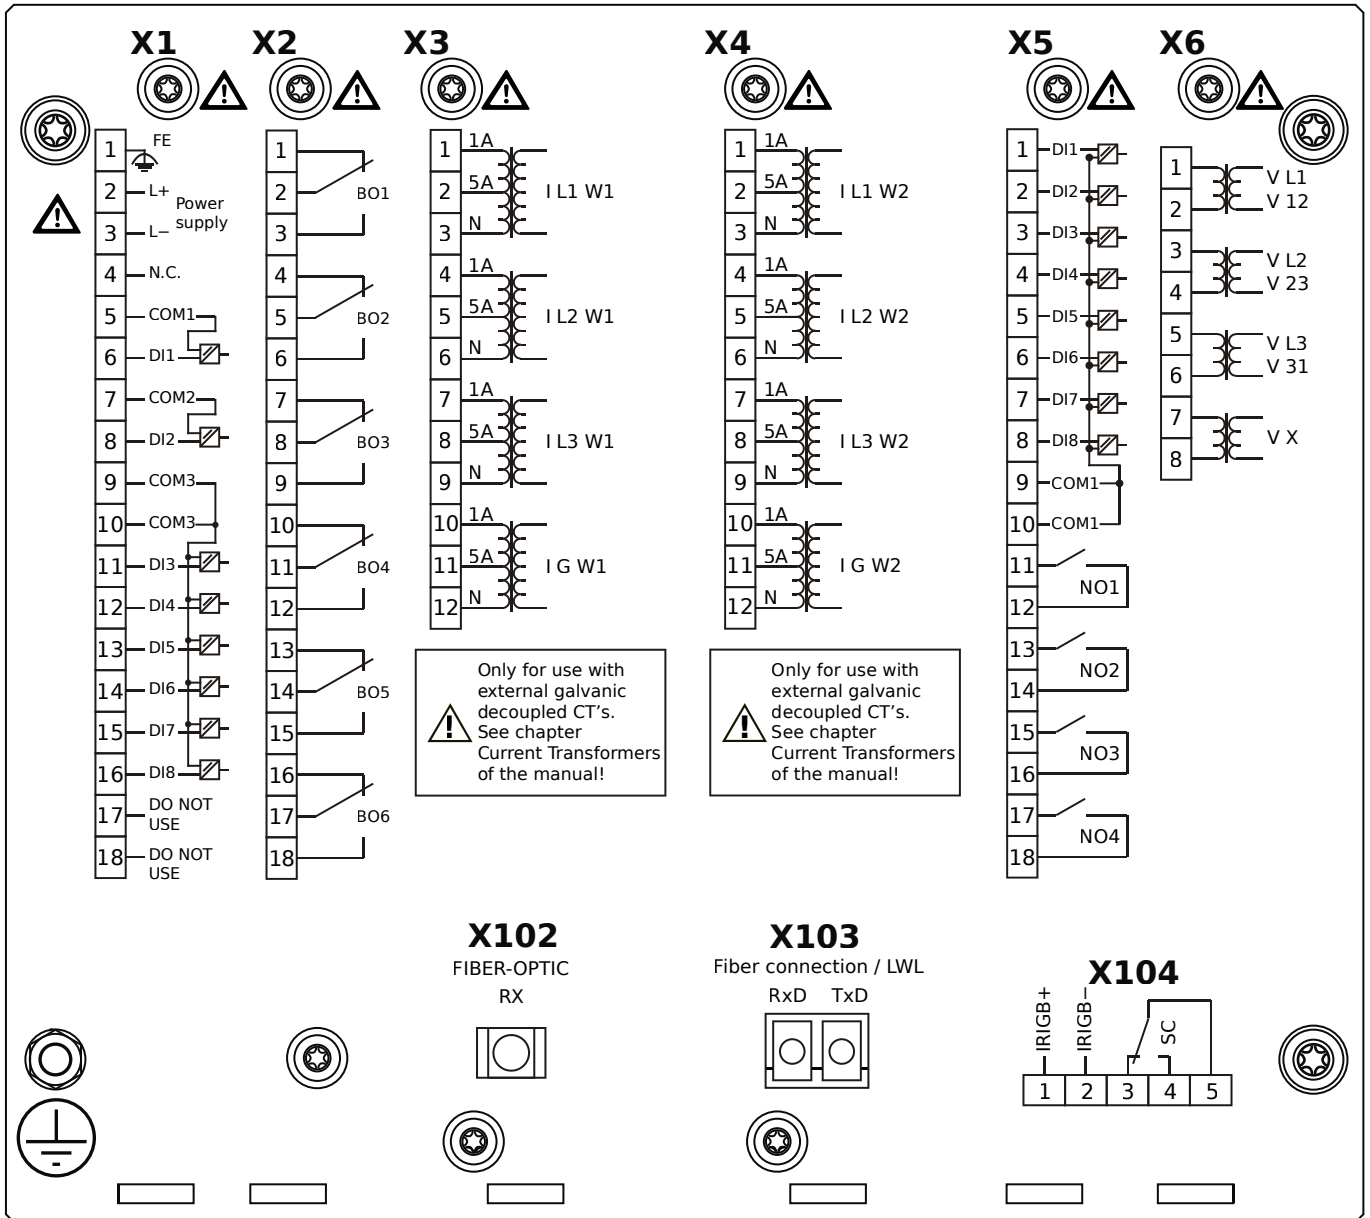 X1 X2 X3 X4 X5 X6
1 FE
2 L+
Power
supply
3 L−
4 N.C.
5 COM1
6 DI1
7 COM2
8 DI2
9 COM3
10 COM3
11 DI3
12 DI4
13 DI5
14 DI6
15 DI7
16 DI8
17 DO NOT
USE
18 DO NOT
USE
1
2 BO1
3
4
5 BO2
6
7
8 BO3
9
10
11 BO4
12
13
14 BO5
15
16
17 BO6
18
1 1A
2 5A I L1 W1
3 N
4 1A
5 5A I L2 W1
6 N
7 1A
8 5A I L3 W1
9 N
10 1A
11 5A I G W1
12 N
Only for use with
external galvanic
decoupled CT's.
See chapter
Current Transformers
of the manual!
1 1A
2 5A I L1 W2
3 N
4 1A
5 5A I L2 W2
6 N
7 1A
8 5A I L3 W2
9 N
10 1A
11 5A I G W2
12 N
Only for use with
external galvanic
decoupled CT's.
See chapter
Current Transformers
of the manual!
1 DI1
2 DI2
3 DI3
4 DI4
5 DI5
6 DI6
7 DI7
8 DI8
9 COM1
10 COM1
11
NO1
12
13
NO2
14
15
NO3
16
17
NO4
18
1 V L1
2 V 12
3 V L2
4 V 23
5 V L3
6 V 31
7
V X
8
X102
FIBER-OPTIC
RX
X103
Fiber connection / LWL
RxD TxD
X104
IRIGB+ IRIGB− SC
1 2 3 4 5